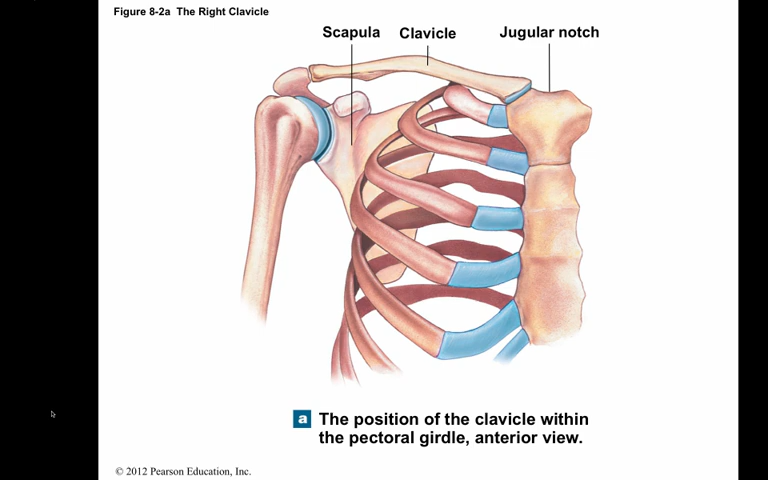 Figure 8-2a  The Right Clavicle
Scapula
Clavicle
Jugular notch
a The position of the clavicle within
the pectoral girdle, anterior view.
© 2012 Pearson Education, Inc.